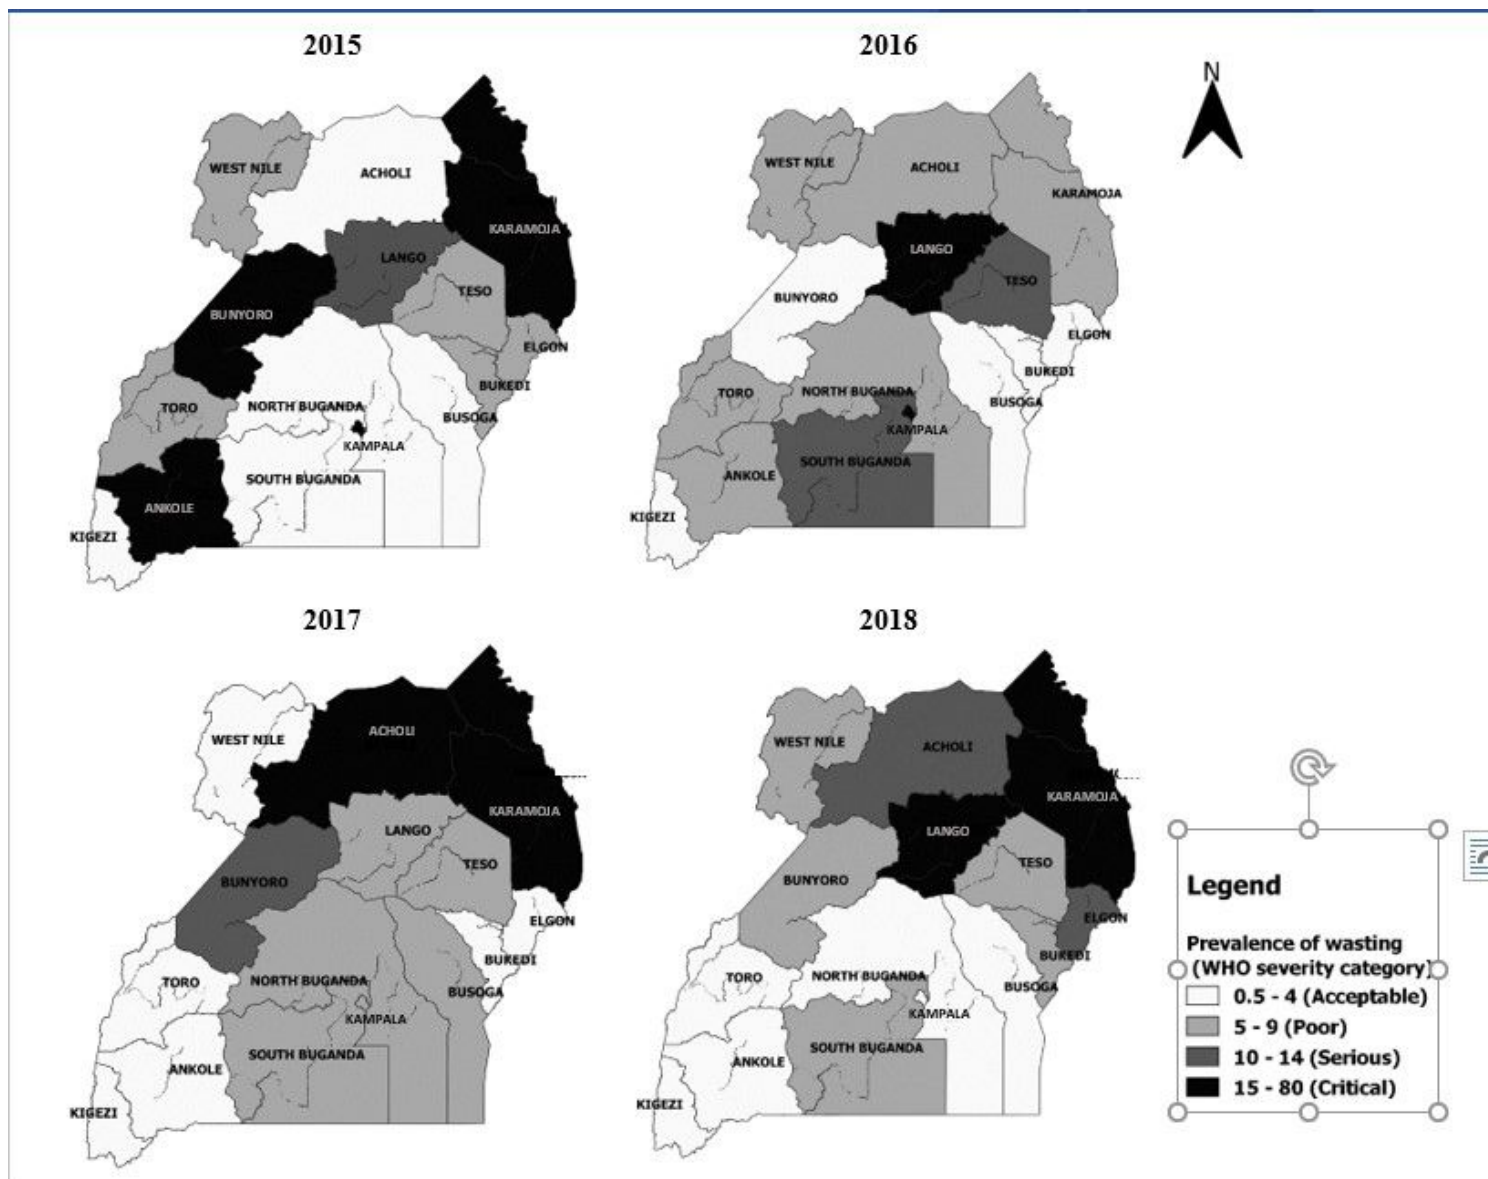 2015
2016
N
WEST NILE
ACHOLI
KARAMOJA
LANGO
TESO
BUNYORO
ELGON
BUKEDI
TORO
NORTH BUGANDA
BUSOGA
KAMPALA
SOUTH BUGANDA
ANKOLE
KIGEZI
WEST NILE
ACHOLI
KARAMOJA
LANGO
TESO
BUNYORO
ELGON
BUKEDI
TORO
NORTH BUGANDA
BUSOGA
KAMPALA
SOUTH BUGANDA
ANKOLE
KIGEZI
2017
2018
WEST NILE
ACHOLI
KARAMOJA
LANGO
TESO
BUNYORO
ELGON
BUKEDI
TORO
NORTH BUGANDA
BUSOGA
KAMPALA
SOUTH BUGANDA
ANKOLE
KIGEZI
WEST NILE
ACHOLI
KARAMOJA
LANGO
TESO
BUNYORO
ELGON
BUKEDI
TORO
NORTH BUGANDA
BUSOGA
KAMPALA
SOUTH BUGANDA
ANKOLE
KIGEZI
Legend
Prevalence of wasting
(WHO severity category)
0.5 - 4 (Acceptable)
5 - 9 (Poor)
10 - 14 (Serious)
15 - 80 (Critical)